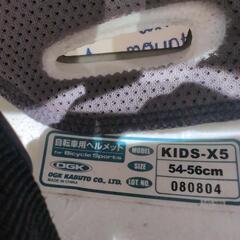 自転車用ヘルメット
for Bicycle Sports
OGK
OGK KABUTO CO., LTD.
MADE IN CHINA
MODEL KIDS-X5
SIZE 54-56cm
LOT NO. 080804